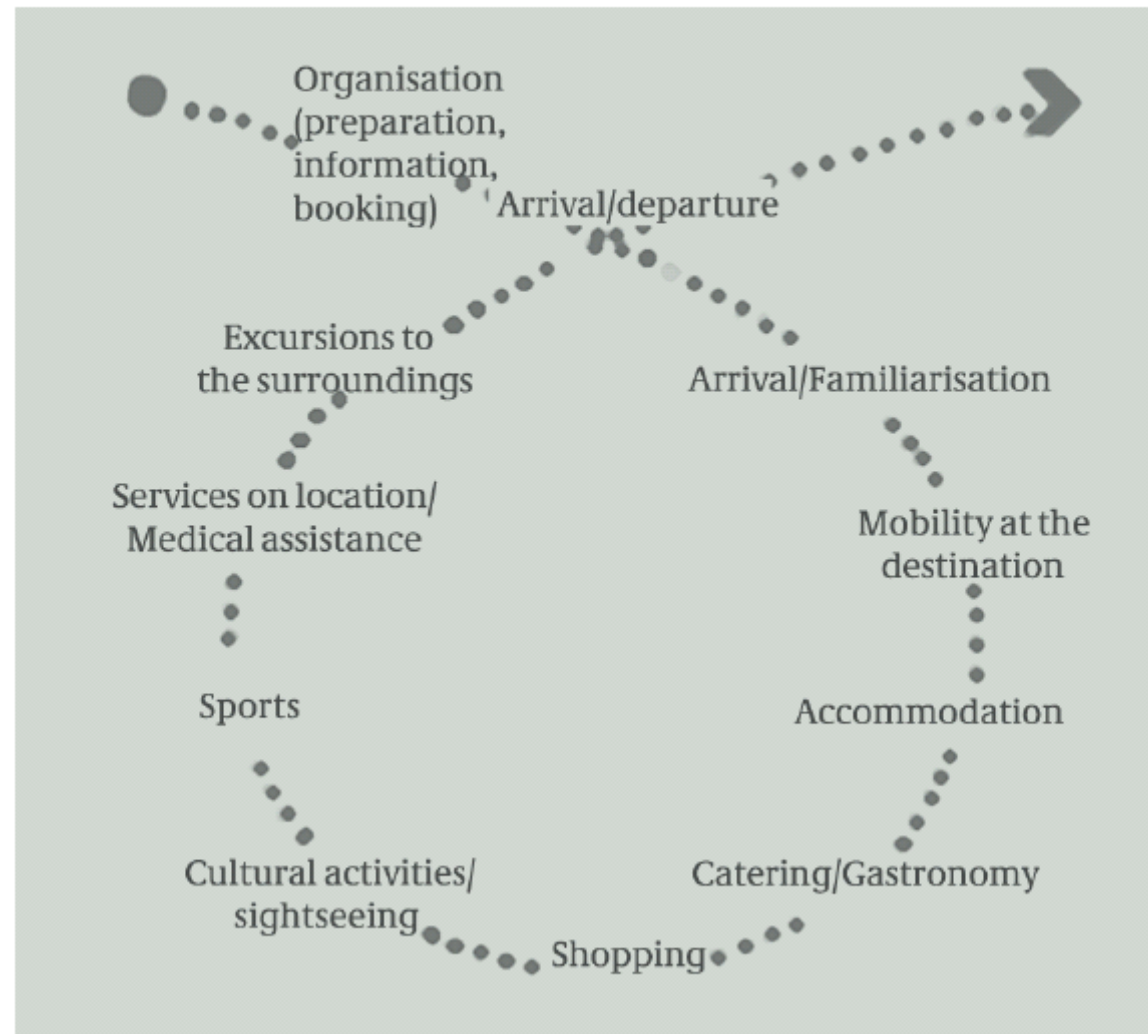 Organisation
(preparation,
information,
booking)
Arrival/departure
Excursions to
the surroundings
Arrival/Familiarisation
Services on location/
Medical assistance
Mobility at the
destination
Sports
Accommodation
Cultural activities/
sightseeing
Catering/Gastronomy
Shopping